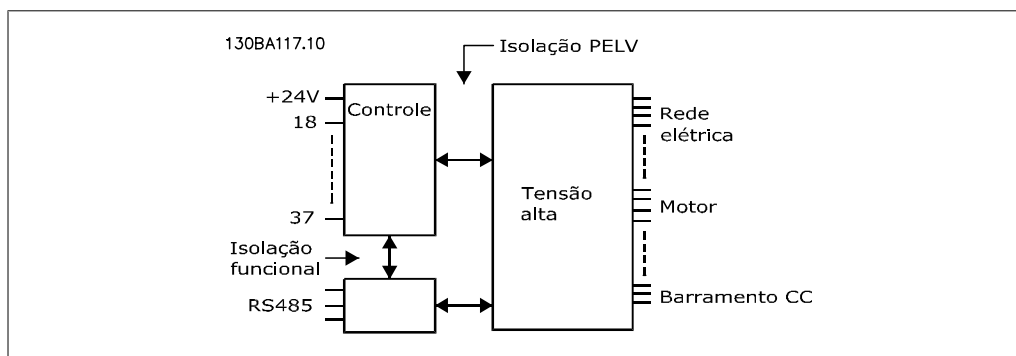 130BA117.10
Isolação PELV
+24V
Controle
18
37
Isolação
funcional
RS485
Tensão
alta
Rede
elétrica
Motor
Barramento CC